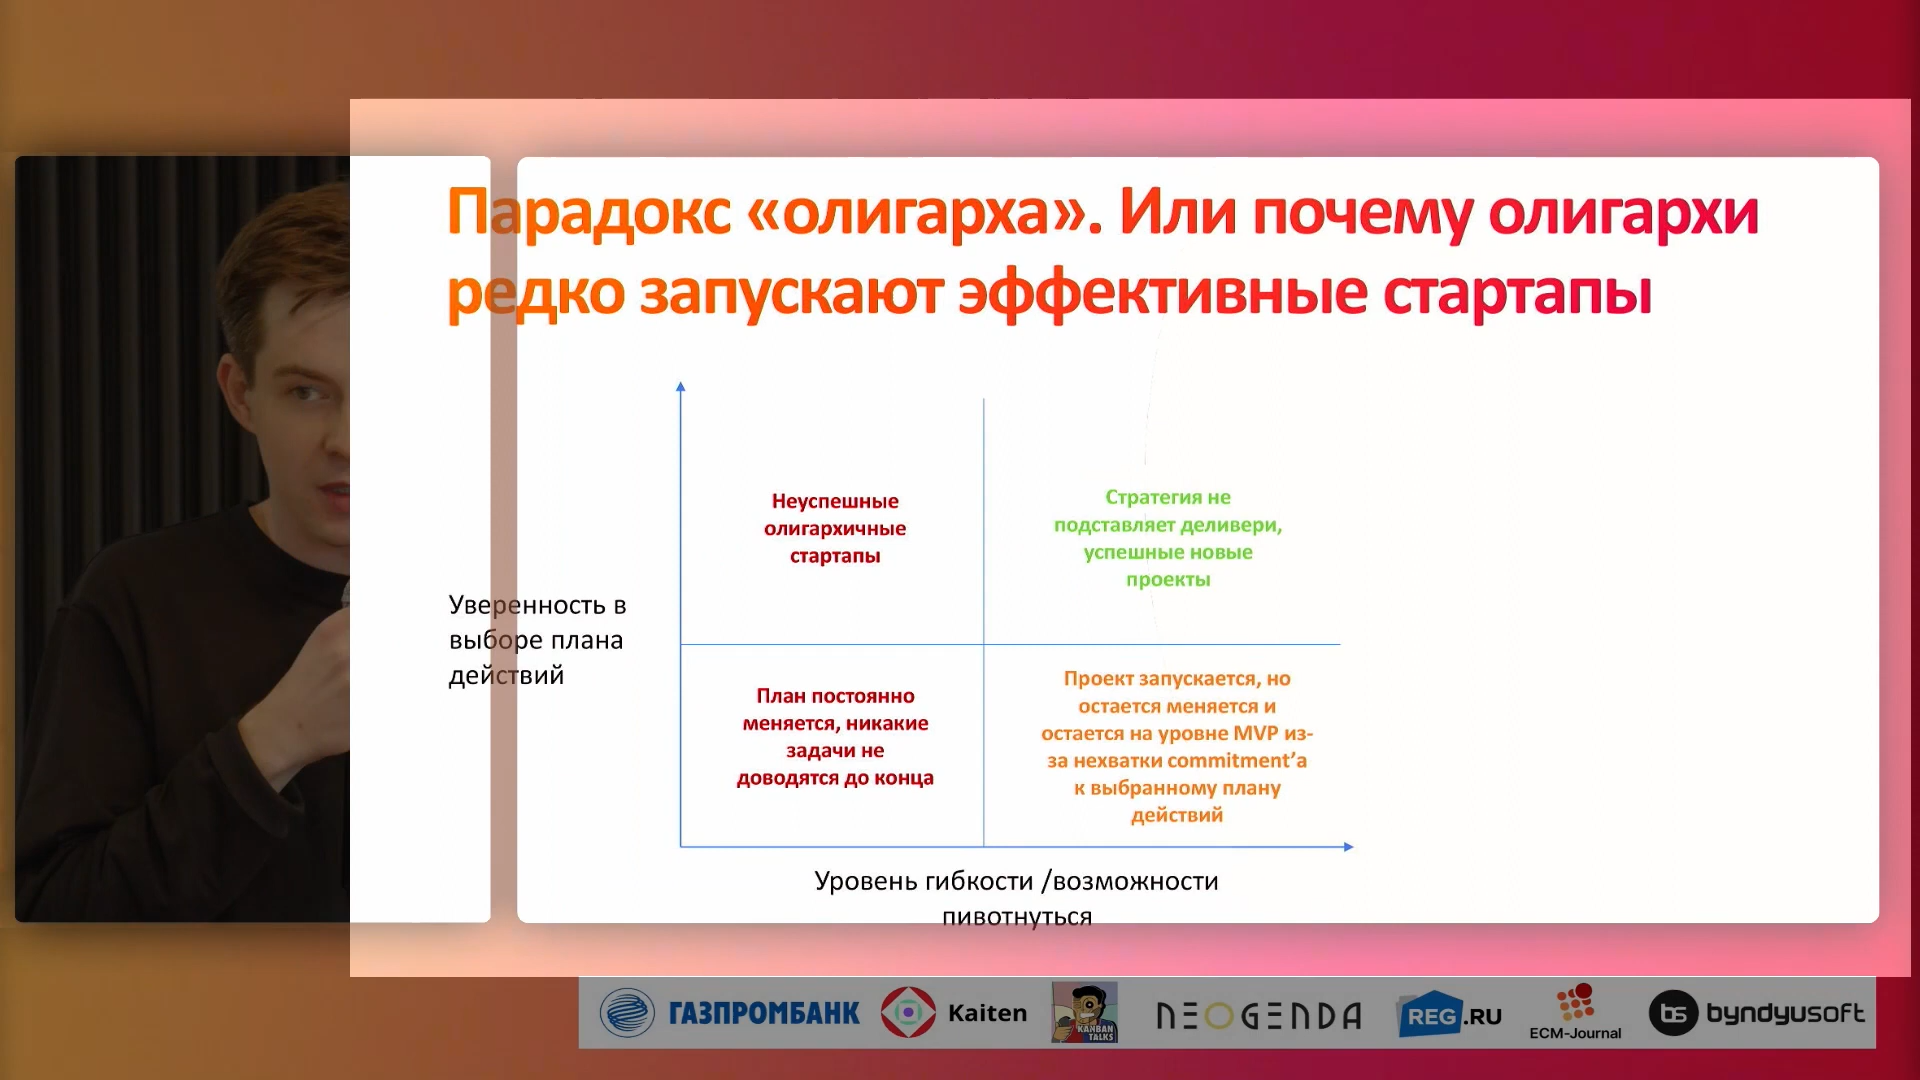 Парадокс «олигарха». Или почему олигархи
редко запускают эффективные стартапы
Неуспешные
олигархичные
стартапы
Стратегия не
подставляет деливери,
успешные новые
проекты
Уверенность в
выборе плана
действий
План постоянно
меняется, никакие
задачи не
доводятся до конца
Проект запускается, но
остается меняется и
остается на уровне MVP из-
за нехватки commitment’а
к выбранному плану
действий
Уровень гибкости /возможности
пивотнуться
ГАЗПРОМБАНК
Kaiten
KANBAN
TALKS
NEOGENDA
REG.RU
ECM-Journal
bs byndyusoft